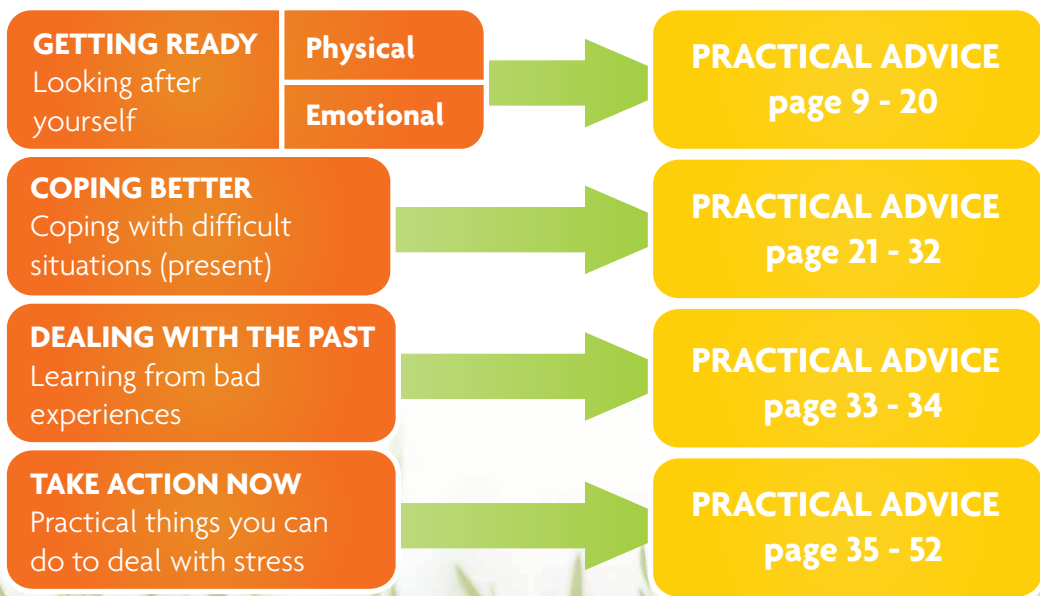 GETTING READY
Looking after
yourself
Physical
Emotional
PRACTICAL ADVICE
page 9 - 20
COPING BETTER
Coping with difficult
situations (present)
PRACTICAL ADVICE
page 21 - 32
DEALING WITH THE PAST
Learning from bad
experiences
PRACTICAL ADVICE
page 33 - 34
TAKE ACTION NOW
Practical things you can
do to deal with stress
PRACTICAL ADVICE
page 35 - 52